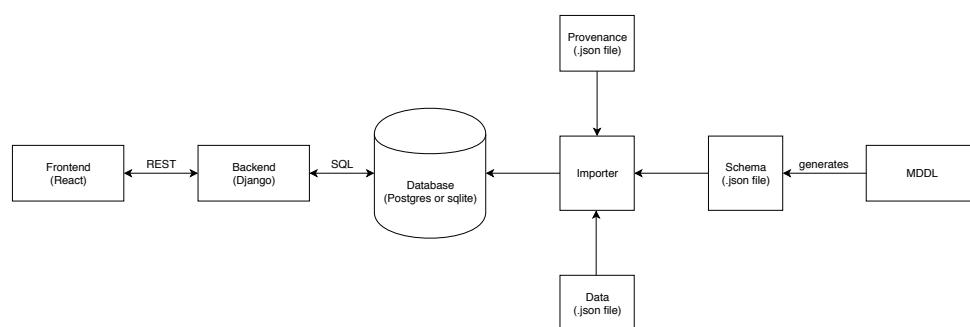 Provenance
(.json file)
Frontend
(React)
REST
Backend
(Django)
SQL
Database
(Postgres or sqlite)
Importer
Schema
(.json file)
generates
MDDL
Data
(.json file)